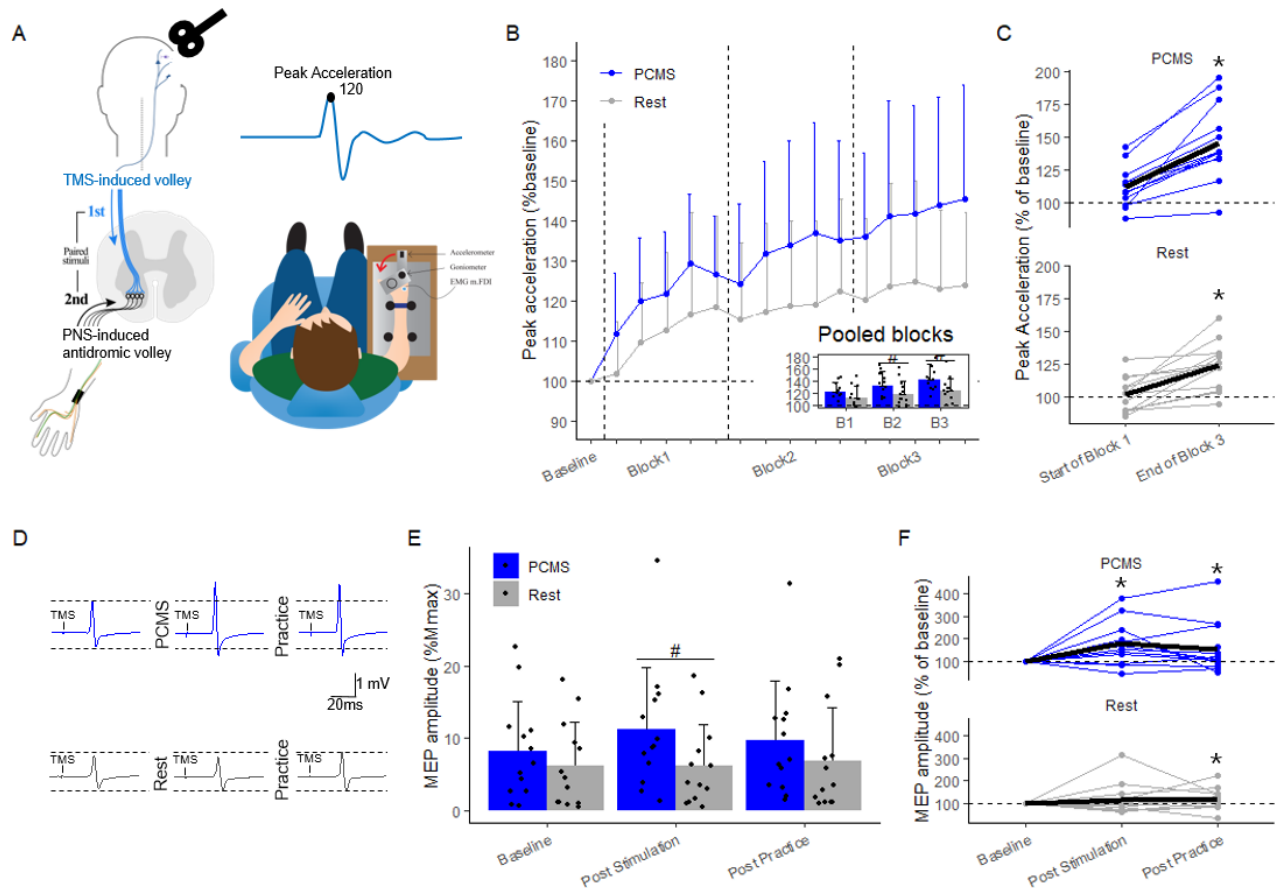 A
Peak Acceleration
120
TMS-induced volley
1st
Paired
stimuli
2nd
PNS-induced
antidromic volley
Accelerometer
Goniometer
EMG m.FDI
B
PCMS
Rest
Peak acceleration (%baseline)
180
170
160
150
140
130
120
110
100
90
Pooled blocks
180
160
140
120
100
#
B1
B2
B3
Baseline
Block1
Block2
Block3
C
PCMS
*
Peak Acceleration (% of baseline)
200
175
150
125
100
Rest
*
200
175
150
125
100
Start of Block 1
End of Block 3
D
TMS
PCMS
TMS
Practice
TMS
1 mV
20ms
TMS
Rest
TMS
Practice
TMS
E
PCMS
Rest
MEP amplitude (%Mmax)
30
20
10
0
#
Baseline
Post Stimulation
Post Practice
F
PCMS
*
*
MEP amplitude (% of baseline)
400
300
200
100
Rest
*
400
300
200
100
Baseline
Post Stimulation
Post Practice